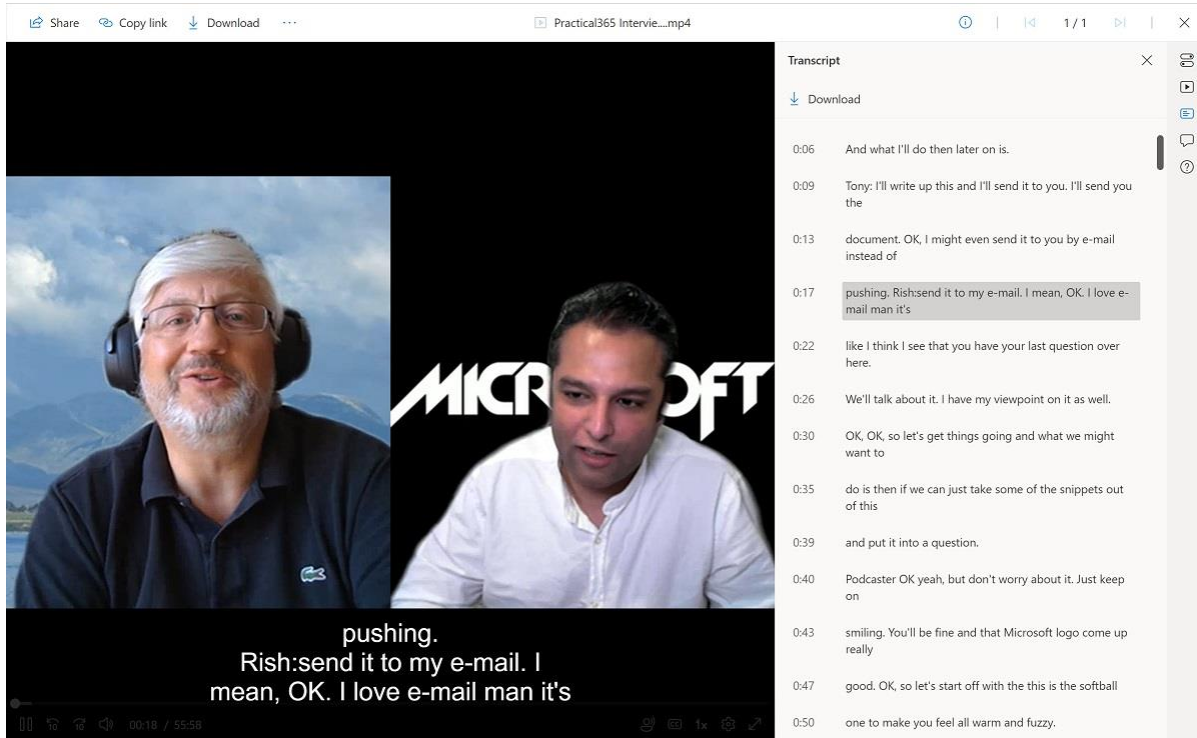 Share
Copy link
Download
...
Practical365 Intervie....mp4
1 / 1
Transcript
Download
0:06 And what I'll do then later on is.
0:09 Tony: I'll write up this and I'll send it to you. I'll send you
the
0:13 document. OK, I might even send it to you by e-mail
instead of
0:17 pushing. Rish:send it to my e-mail. I mean, OK. I love e-
mail man it's
0:22 like I think I see that you have your last question over
here.
0:26 We'll talk about it. I have my viewpoint on it as well.
0:30 OK, OK, so let's get things going and what we might
want to
0:35 do is then if we can just take some of the snippets out
of this
0:39 and put it into a question.
0:40 Podcaster OK yeah, but don't worry about it. Just keep
on
0:43 smiling. You'll be fine and that Microsoft logo come up
really
0:47 good. OK, so let's start off with the this is the softball
0:50 one to make you feel all warm and fuzzy.
MICR SOFT
pushing.
Rish:send it to my e-mail. I
mean, OK. I love e-mail man it's
10
10
00:18 / 55:58
CC
1x